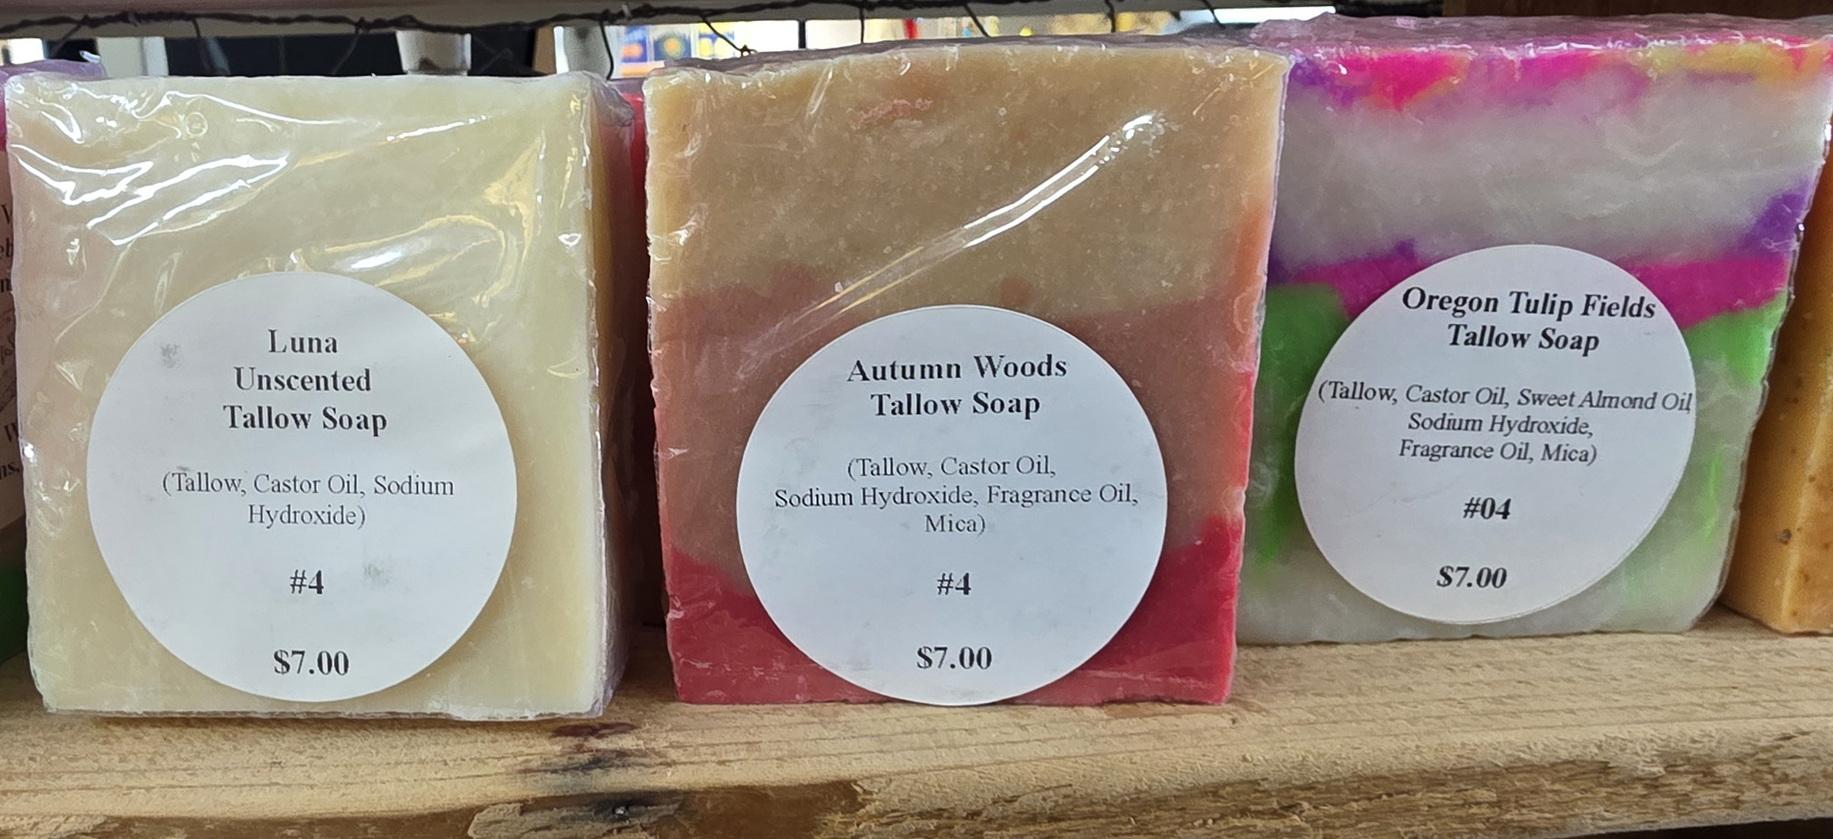 Luna
Unscented
Tallow Soap
(Tallow, Castor Oil, Sodium
Hydroxide)
#4
$7.00
Autumn Woods
Tallow Soap
(Tallow, Castor Oil,
Sodium Hydroxide, Fragrance Oil,
Mica)
#4
$7.00
Oregon Tulip Fields
Tallow Soap
(Tallow, Castor Oil, Sweet Almond Oil
Sodium Hydroxide,
Fragrance Oil, Mica)
#04
$7.00